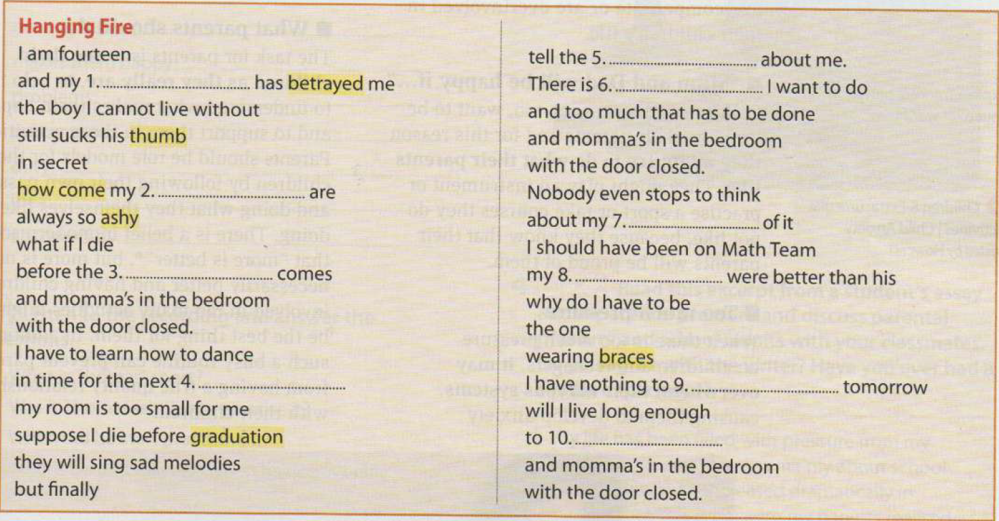 Hanging Fire
I am fourteen
and my 1. .................................... has betrayed me
the boy I cannot live without
still sucks his thumb
in secret
how come my 2. .................................... are
always so ashy
what if I die
before the 3. .................................... comes
and momma's in the bedroom
with the door closed.
I have to learn how to dance
in time for the next 4. ....................................
my room is too small for me
suppose I die before graduation
they will sing sad melodies
but finally
tell the 5. .................................... about me.
There is 6. .................................... I want to do
and too much that has to be done
and momma's in the bedroom
with the door closed.
Nobody even stops to think
about my 7. .................................... of it
I should have been on Math Team
my 8. .................................... were better than his
why do I have to be
the one
wearing braces
I have nothing to 9. .................................... tomorrow
will I live long enough
to 10. ....................................
and momma's in the bedroom
with the door closed.